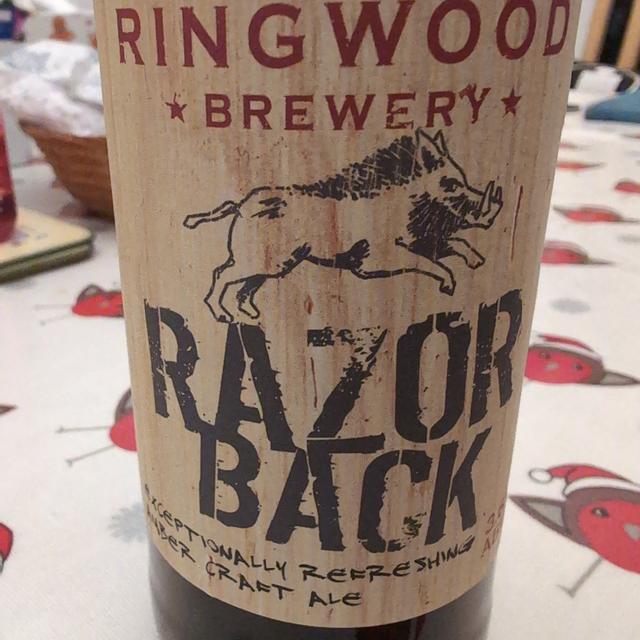 RINGWOOD
★ BREWERY ★
RAZOR
BACK
EXCEPTIONALLY REFRESHING
AMBER CRAFT ALE